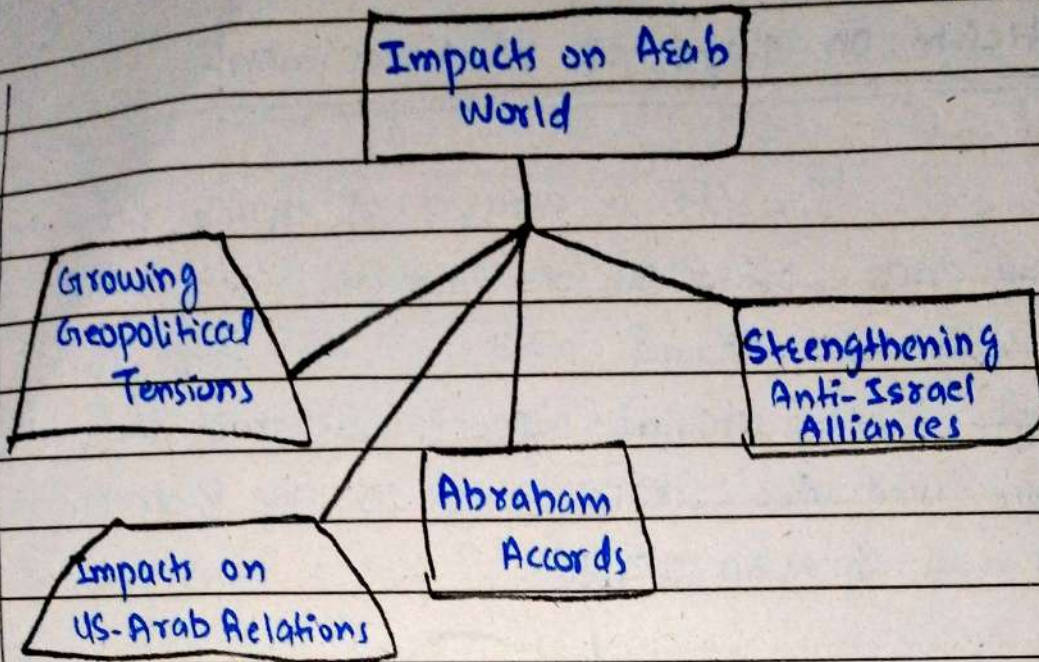 Impacts on Arab
World
Growing
Geopolitical
Tensions
Strengthening
Anti-Israel
Alliances
Abraham
Accords
Impacts on
US-Arab Relations